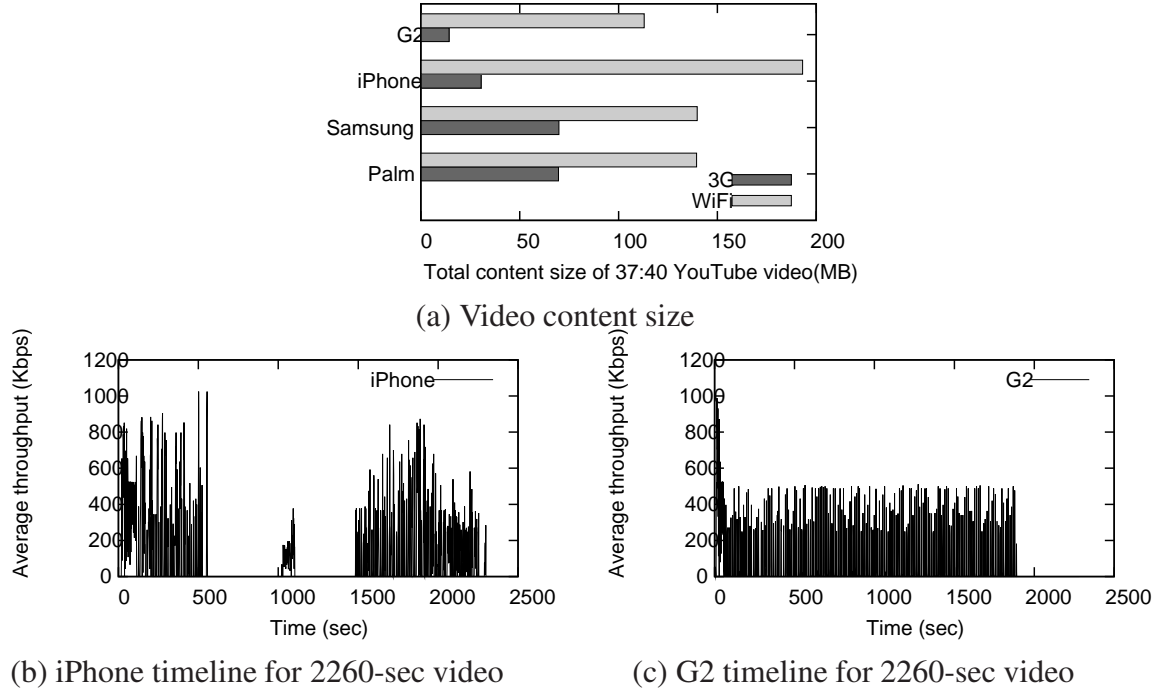 G2
iPhone
Samsung
Palm
3G
WiFi
0 50 100 150 200
Total content size of 37:40 YouTube video(MB)
(a) Video content size
Average throughput (Kbps)
1200
1000
800
600
400
200
0
iPhone
0 500 1000 1500 2000 2500
Time (sec)
(b) iPhone timeline for 2260-sec video
Average throughput (Kbps)
1200
1000
800
600
400
200
0
G2
0 500 1000 1500 2000 2500
Time (sec)
(c) G2 timeline for 2260-sec video